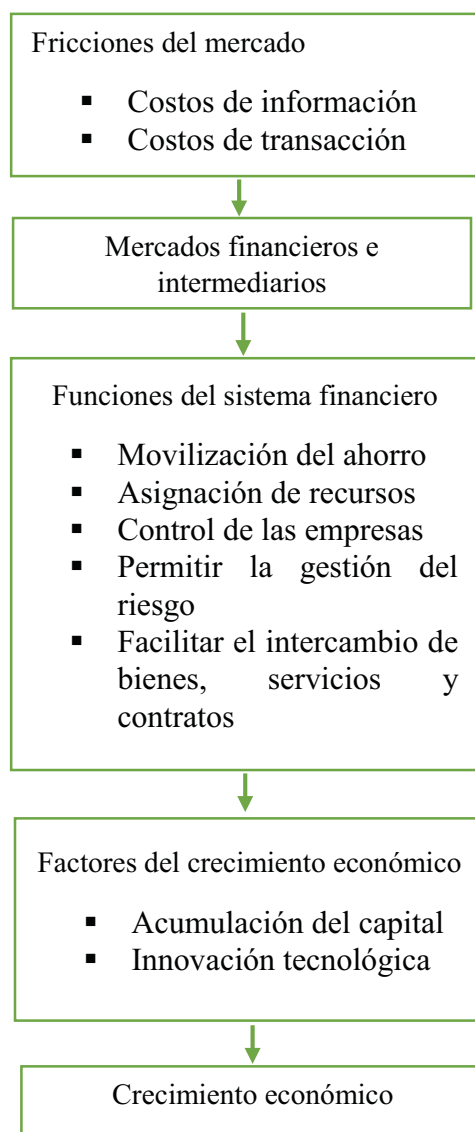 Fricciones del mercado
▪ Costos de información
▪ Costos de transacción
Mercados financieros e
intermediarios
Funciones del sistema financiero
▪ Movilización del ahorro
▪ Asignación de recursos
▪ Control de las empresas
▪ Permitir la gestión del
riesgo
▪ Facilitar el intercambio de
bienes, servicios y
contratos
Factores del crecimiento económico
▪ Acumulación del capital
▪ Innovación tecnológica
Crecimiento económico